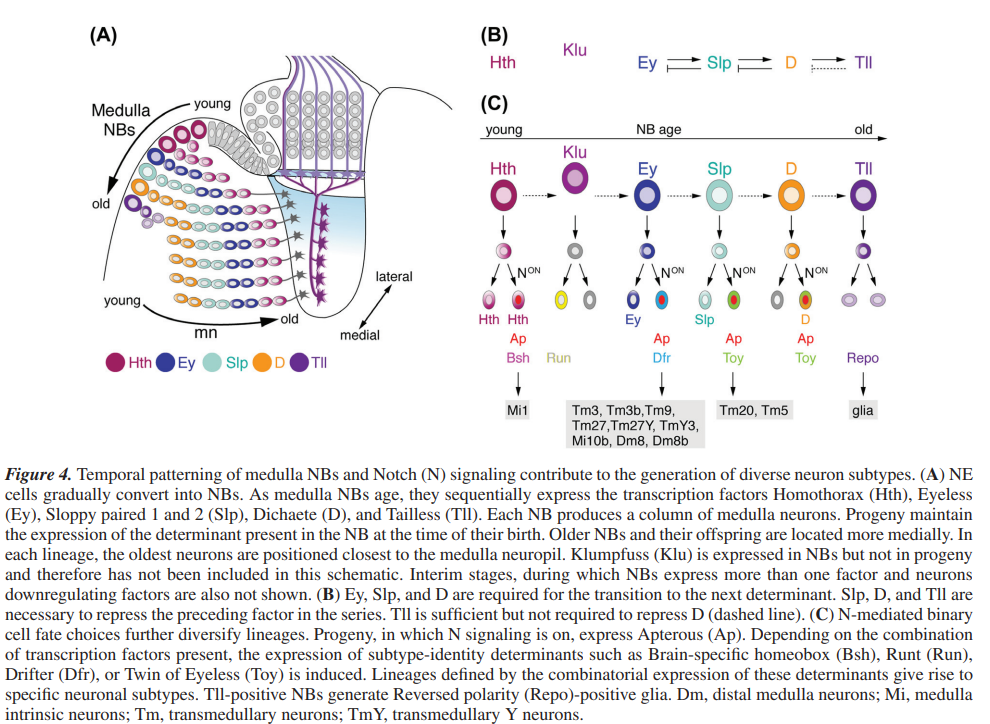 (A)
Medulla
NBs
young
old
young
old
mn
lateral
medial
Hth Ey Slp D Tll
(B)
Hth Klu Ey Slp D Tll
(C)
young NB age old
Hth Klu Ey Slp D Tll
N^ON N^ON N^ON N^ON
Hth Hth Ey Slp D
Ap Ap Ap Ap
Bsh Run Dfr Toy Toy Repo
Mi1
Tm3, Tm3b,Tm9,
Tm27,Tm27Y, TmY3,
Mi10b, Dm8, Dm8b
Tm20, Tm5
glia
Figure 4. Temporal patterning of medulla NBs and Notch (N) signaling contribute to the generation of diverse neuron subtypes. (A) NE
cells gradually convert into NBs. As medulla NBs age, they sequentially express the transcription factors Homothorax (Hth), Eyeless
(Ey), Sloppy paired 1 and 2 (Slp), Dichaete (D), and Tailless (Tll). Each NB produces a column of medulla neurons. Progeny maintain
the expression of the determinant present in the NB at the time of their birth. Older NBs and their offspring are located more medially. In
each lineage, the oldest neurons are positioned closest to the medulla neuropil. Klumpfuss (Klu) is expressed in NBs but not in progeny
and therefore has not been included in this schematic. Interim stages, during which NBs express more than one factor and neurons
downregulating factors are also not shown. (B) Ey, Slp, and D are required for the transition to the next determinant. Slp, D, and Tll are
necessary to repress the preceding factor in the series. Tll is sufficient but not required to repress D (dashed line). (C) N-mediated binary
cell fate choices further diversify lineages. Progeny, in which N signaling is on, express Apterous (Ap). Depending on the combination
of transcription factors present, the expression of subtype-identity determinants such as Brain-specific homeobox (Bsh), Runt (Run),
Drifter (Dfr), or Twin of Eyeless (Toy) is induced. Lineages defined by the combinatorial expression of these determinants give rise to
specific neuronal subtypes. Tll-positive NBs generate Reversed polarity (Repo)-positive glia. Dm, distal medulla neurons; Mi, medulla
intrinsic neurons; Tm, transmedullary neurons; TmY, transmedullary Y neurons.